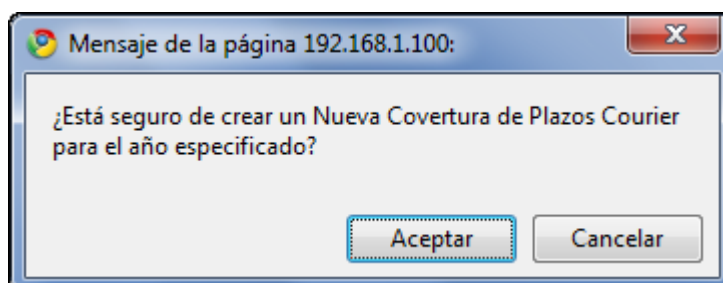 Mensaje de la página 192.168.1.100:
¿Está seguro de crear un Nueva Covertura de Plazos Courier
para el año especificado?
Aceptar
Cancelar